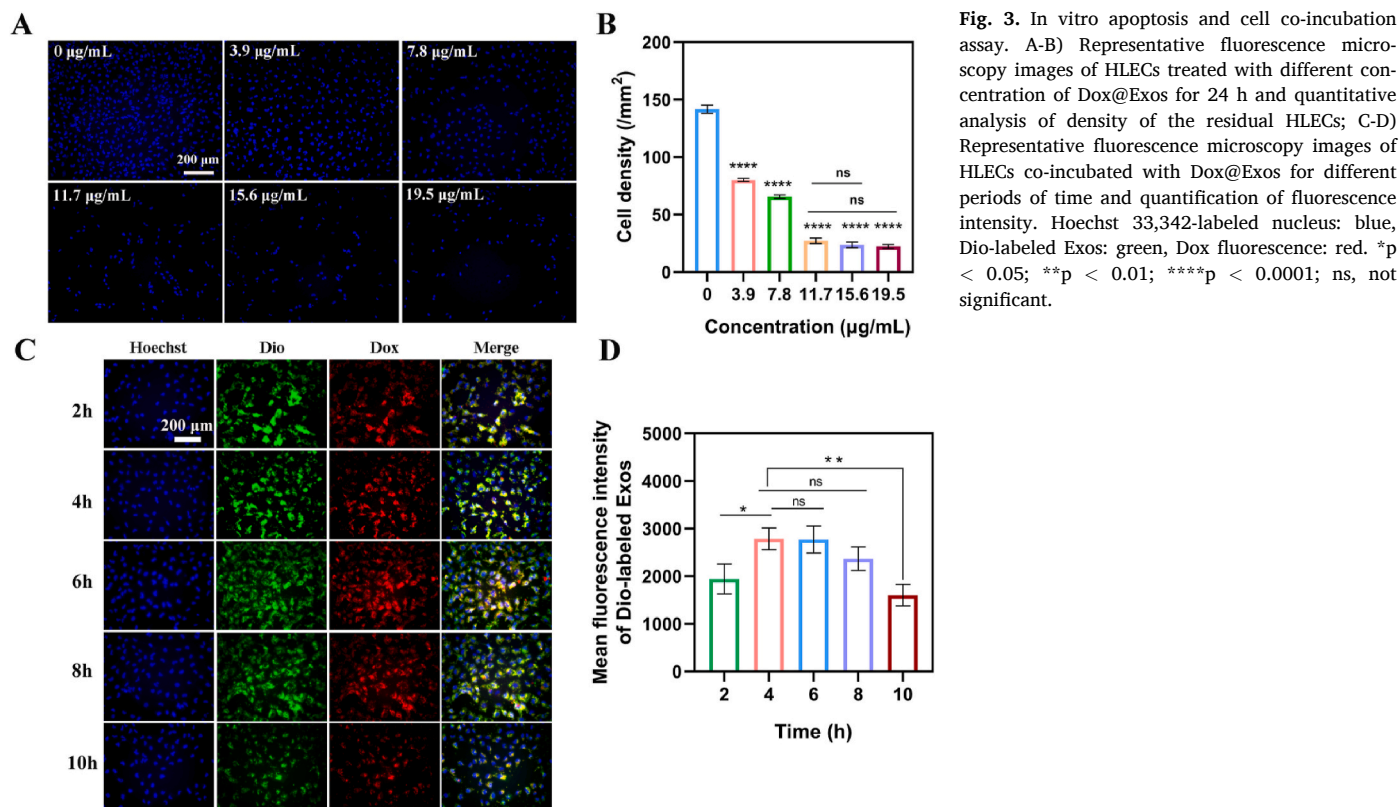 A
0 µg/mL
3.9 µg/mL
7.8 µg/mL
200 µm
11.7 µg/mL
15.6 µg/mL
19.5 µg/mL
B
Cell density (/mm²)
200
150
100
50
0
****
****
ns
ns
**** **** ****
0 3.9 7.8 11.7 15.6 19.5
Concentration (µg/mL)
Fig. 3. In vitro apoptosis and cell co-incubation
assay. A-B) Representative fluorescence micro-
scopy images of HLECs treated with different con-
centration of Dox@Exos for 24 h and quantitative
analysis of density of the residual HLECs; C-D)
Representative fluorescence microscopy images of
HLECs co-incubated with Dox@Exos for different
periods of time and quantification of fluorescence
intensity. Hoechst 33,342-labeled nucleus: blue,
Dio-labeled Exos: green, Dox fluorescence: red. *p
< 0.05; **p < 0.01; ****p < 0.0001; ns, not
significant.
C
Hoechst Dio Dox Merge
2h
200 µm
4h
6h
8h
10h
D
Mean fluorescence intensity
of Dio-labeled Exos
5000
4000
3000
2000
1000
0
**
ns
* ns
2 4 6 8 10
Time (h)